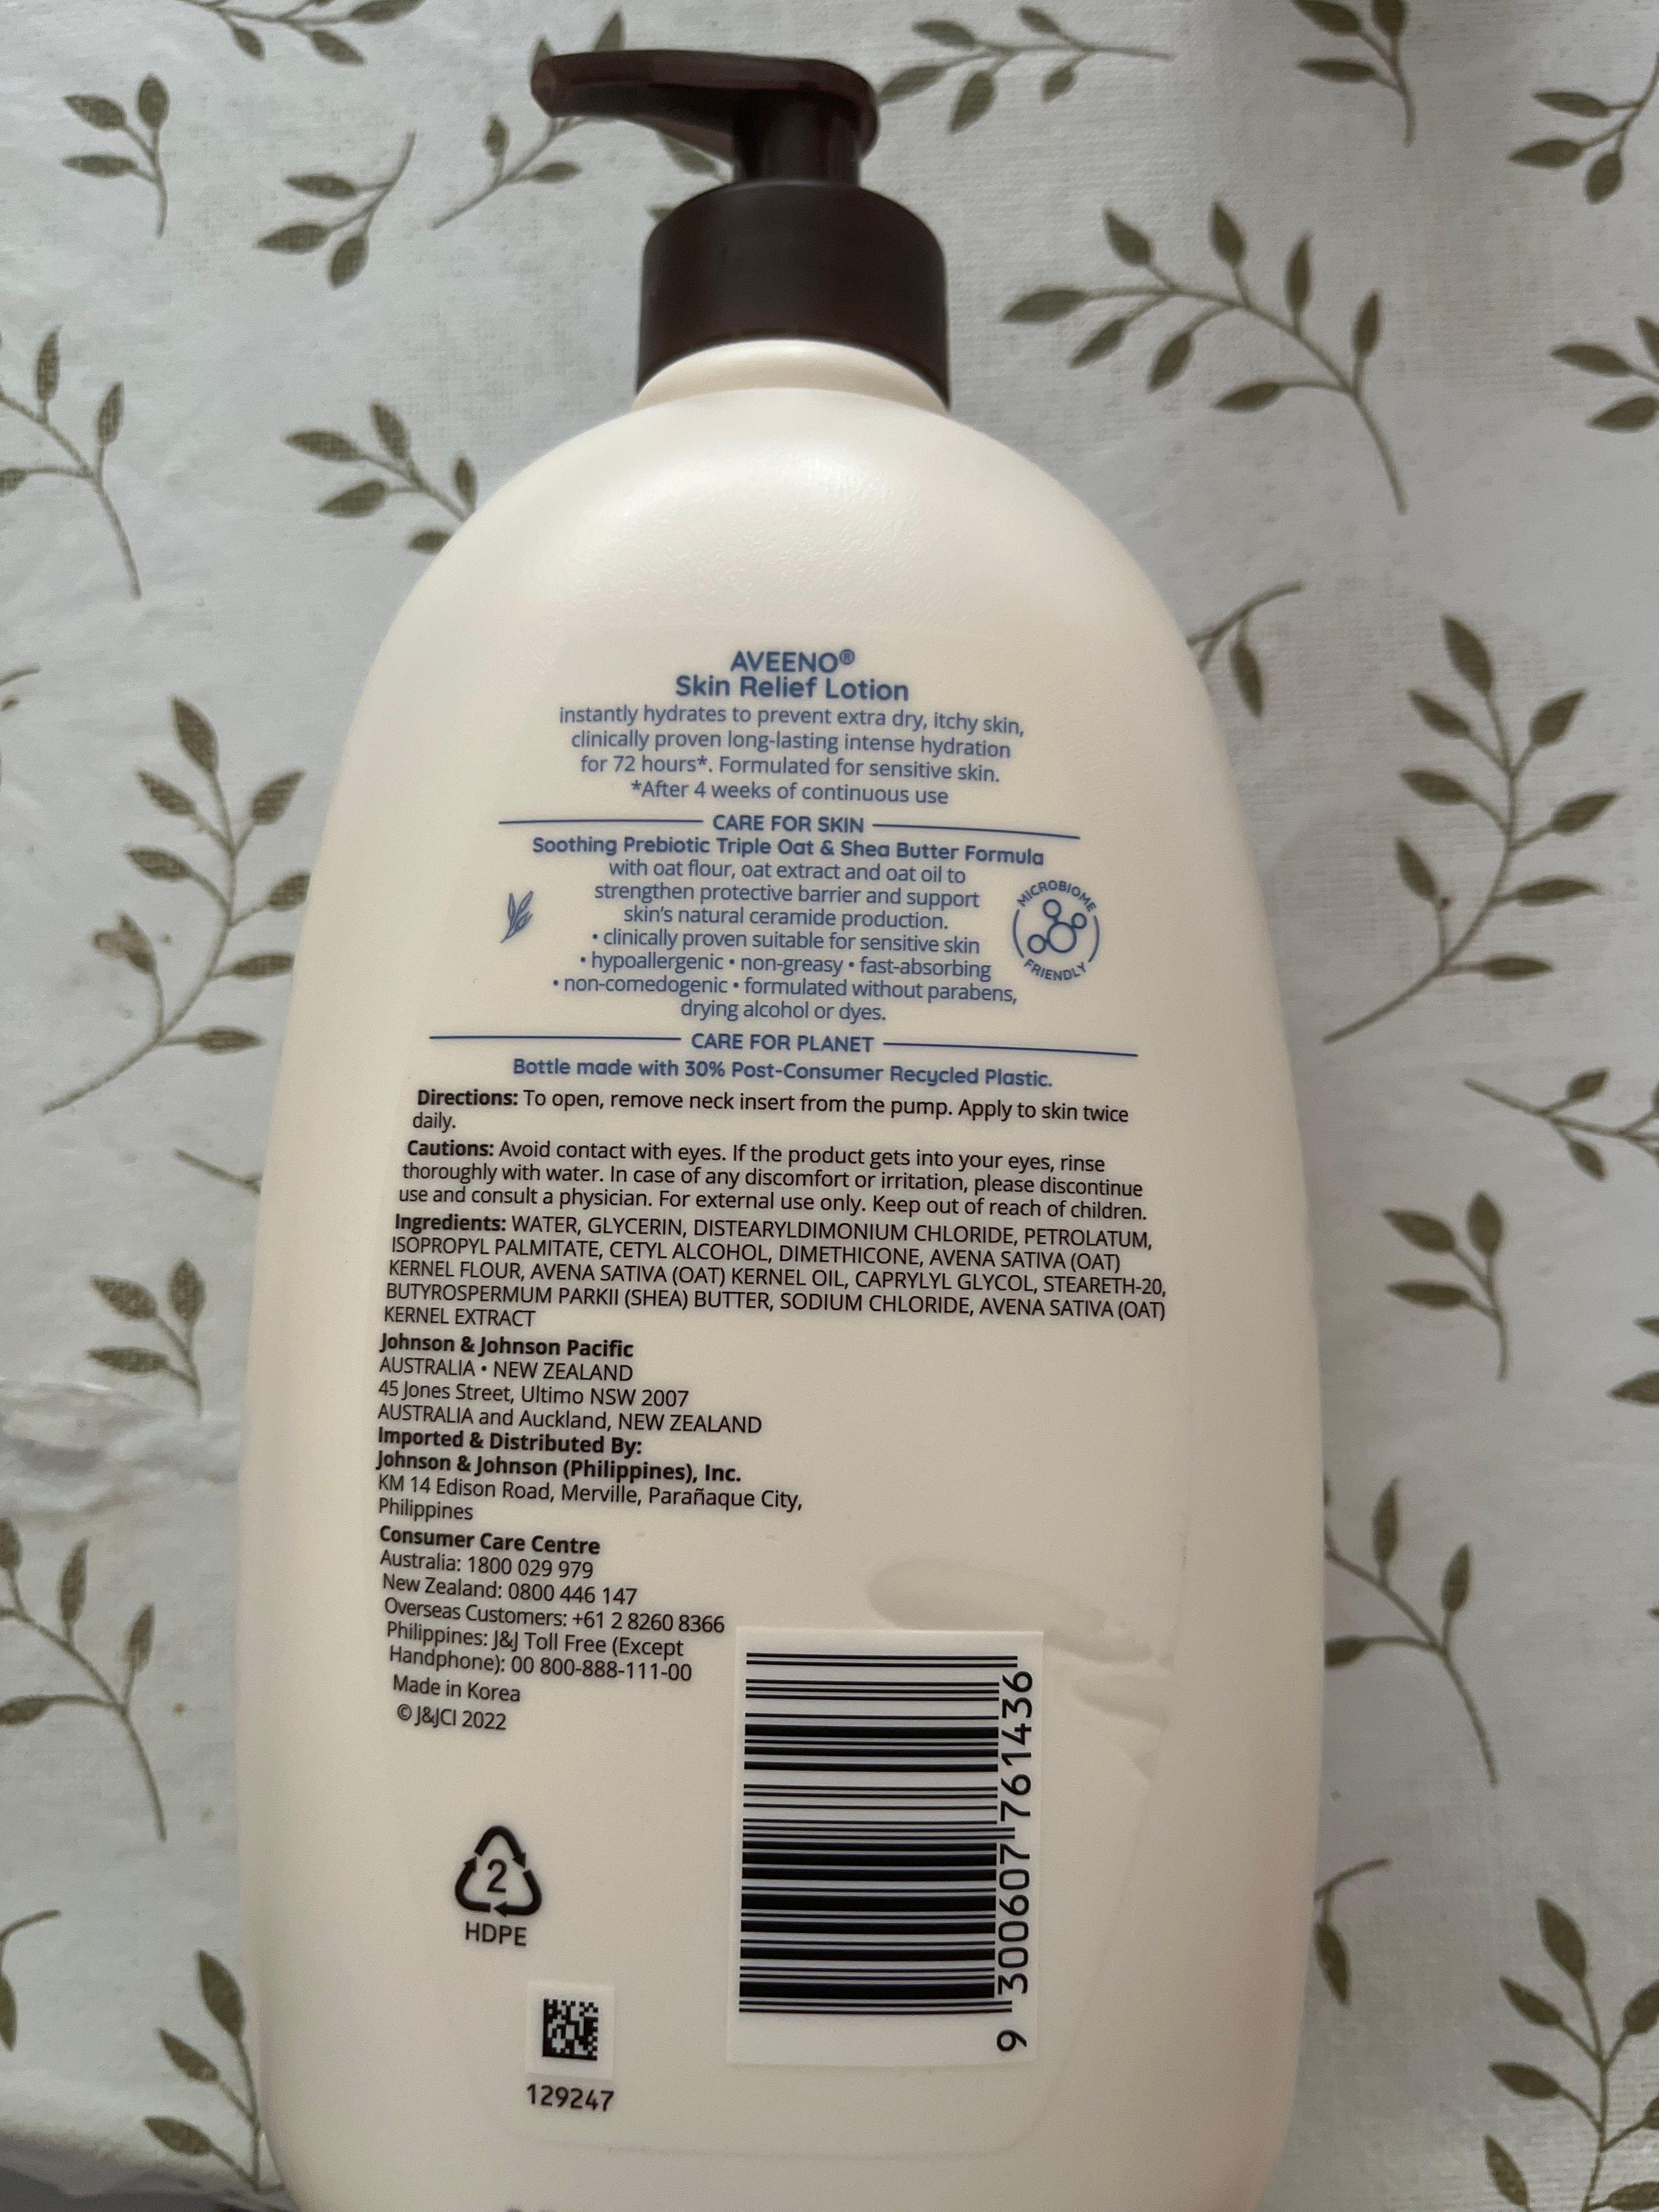 AVEENO®
Skin Relief Lotion
instantly hydrates to prevent extra dry, itchy skin,
clinically proven long-lasting intense hydration
for 72 hours*. Formulated for sensitive skin.
*After 4 weeks of continuous use
CARE FOR SKIN
Soothing Prebiotic Triple Oat & Shea Butter Formula
with oat flour, oat extract and oat oil to
strengthen protective barrier and support
skin's natural ceramide production.
• clinically proven suitable for sensitive skin
• hypoallergenic • non-greasy • fast-absorbing
• non-comedogenic • formulated without parabens,
drying alcohol or dyes.
MICROBIOME
FRIENDLY
CARE FOR PLANET
Bottle made with 30% Post-Consumer Recycled Plastic.
Directions: To open, remove neck insert from the pump. Apply to skin twice
daily.
Cautions: Avoid contact with eyes. If the product gets into your eyes, rinse
thoroughly with water. In case of any discomfort or irritation, please discontinue
use and consult a physician. For external use only. Keep out of reach of children.
Ingredients: WATER, GLYCERIN, DISTEARYLDIMONIUM CHLORIDE, PETROLATUM,
ISOPROPYL PALMITATE, CETYL ALCOHOL, DIMETHICONE, AVENA SATIVA (OAT)
KERNEL FLOUR, AVENA SATIVA (OAT) KERNEL OIL, CAPRYLYL GLYCOL, STEARETH-20,
BUTYROSPERMUM PARKII (SHEA) BUTTER, SODIUM CHLORIDE, AVENA SATIVA (OAT)
KERNEL EXTRACT
Johnson & Johnson Pacific
AUSTRALIA • NEW ZEALAND
45 Jones Street, Ultimo NSW 2007
AUSTRALIA and Auckland, NEW ZEALAND
Imported & Distributed By:
Johnson & Johnson (Philippines), Inc.
KM 14 Edison Road, Merville, Parañaque City,
Philippines
Consumer Care Centre
Australia: 1800 029 979
New Zealand: 0800 446 147
Overseas Customers: +61 2 8260 8366
Philippines: J&J Toll Free (Except
Handphone): 00 800-888-111-00
Made in Korea
© J&JCI 2022
2
HDPE
129247
9 300607 761436